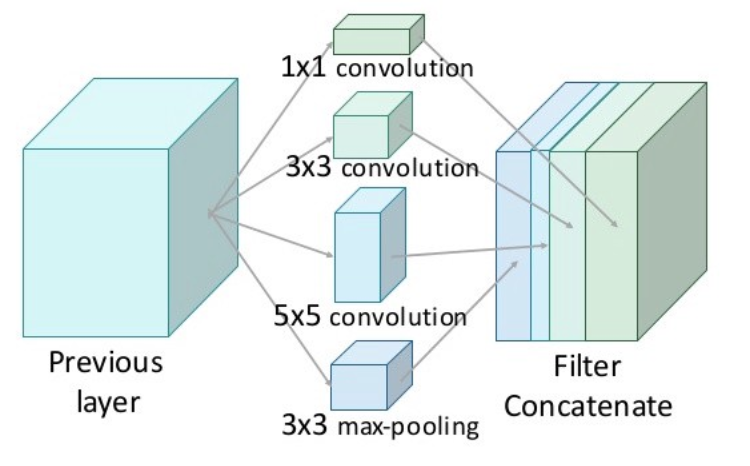 1x1 convolution
3x3 convolution
5x5 convolution
3x3 max-pooling
Previous
layer
Filter
Concatenate